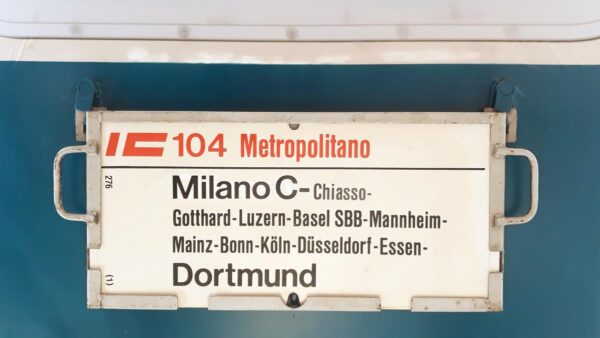 IC 104 Metropolitano
276
Milano C-Chiasso-
Gotthard-Luzern-Basel SBB-Mannheim-
Mainz-Bonn-Köln-Düsseldorf-Essen-
Dortmund
(1)